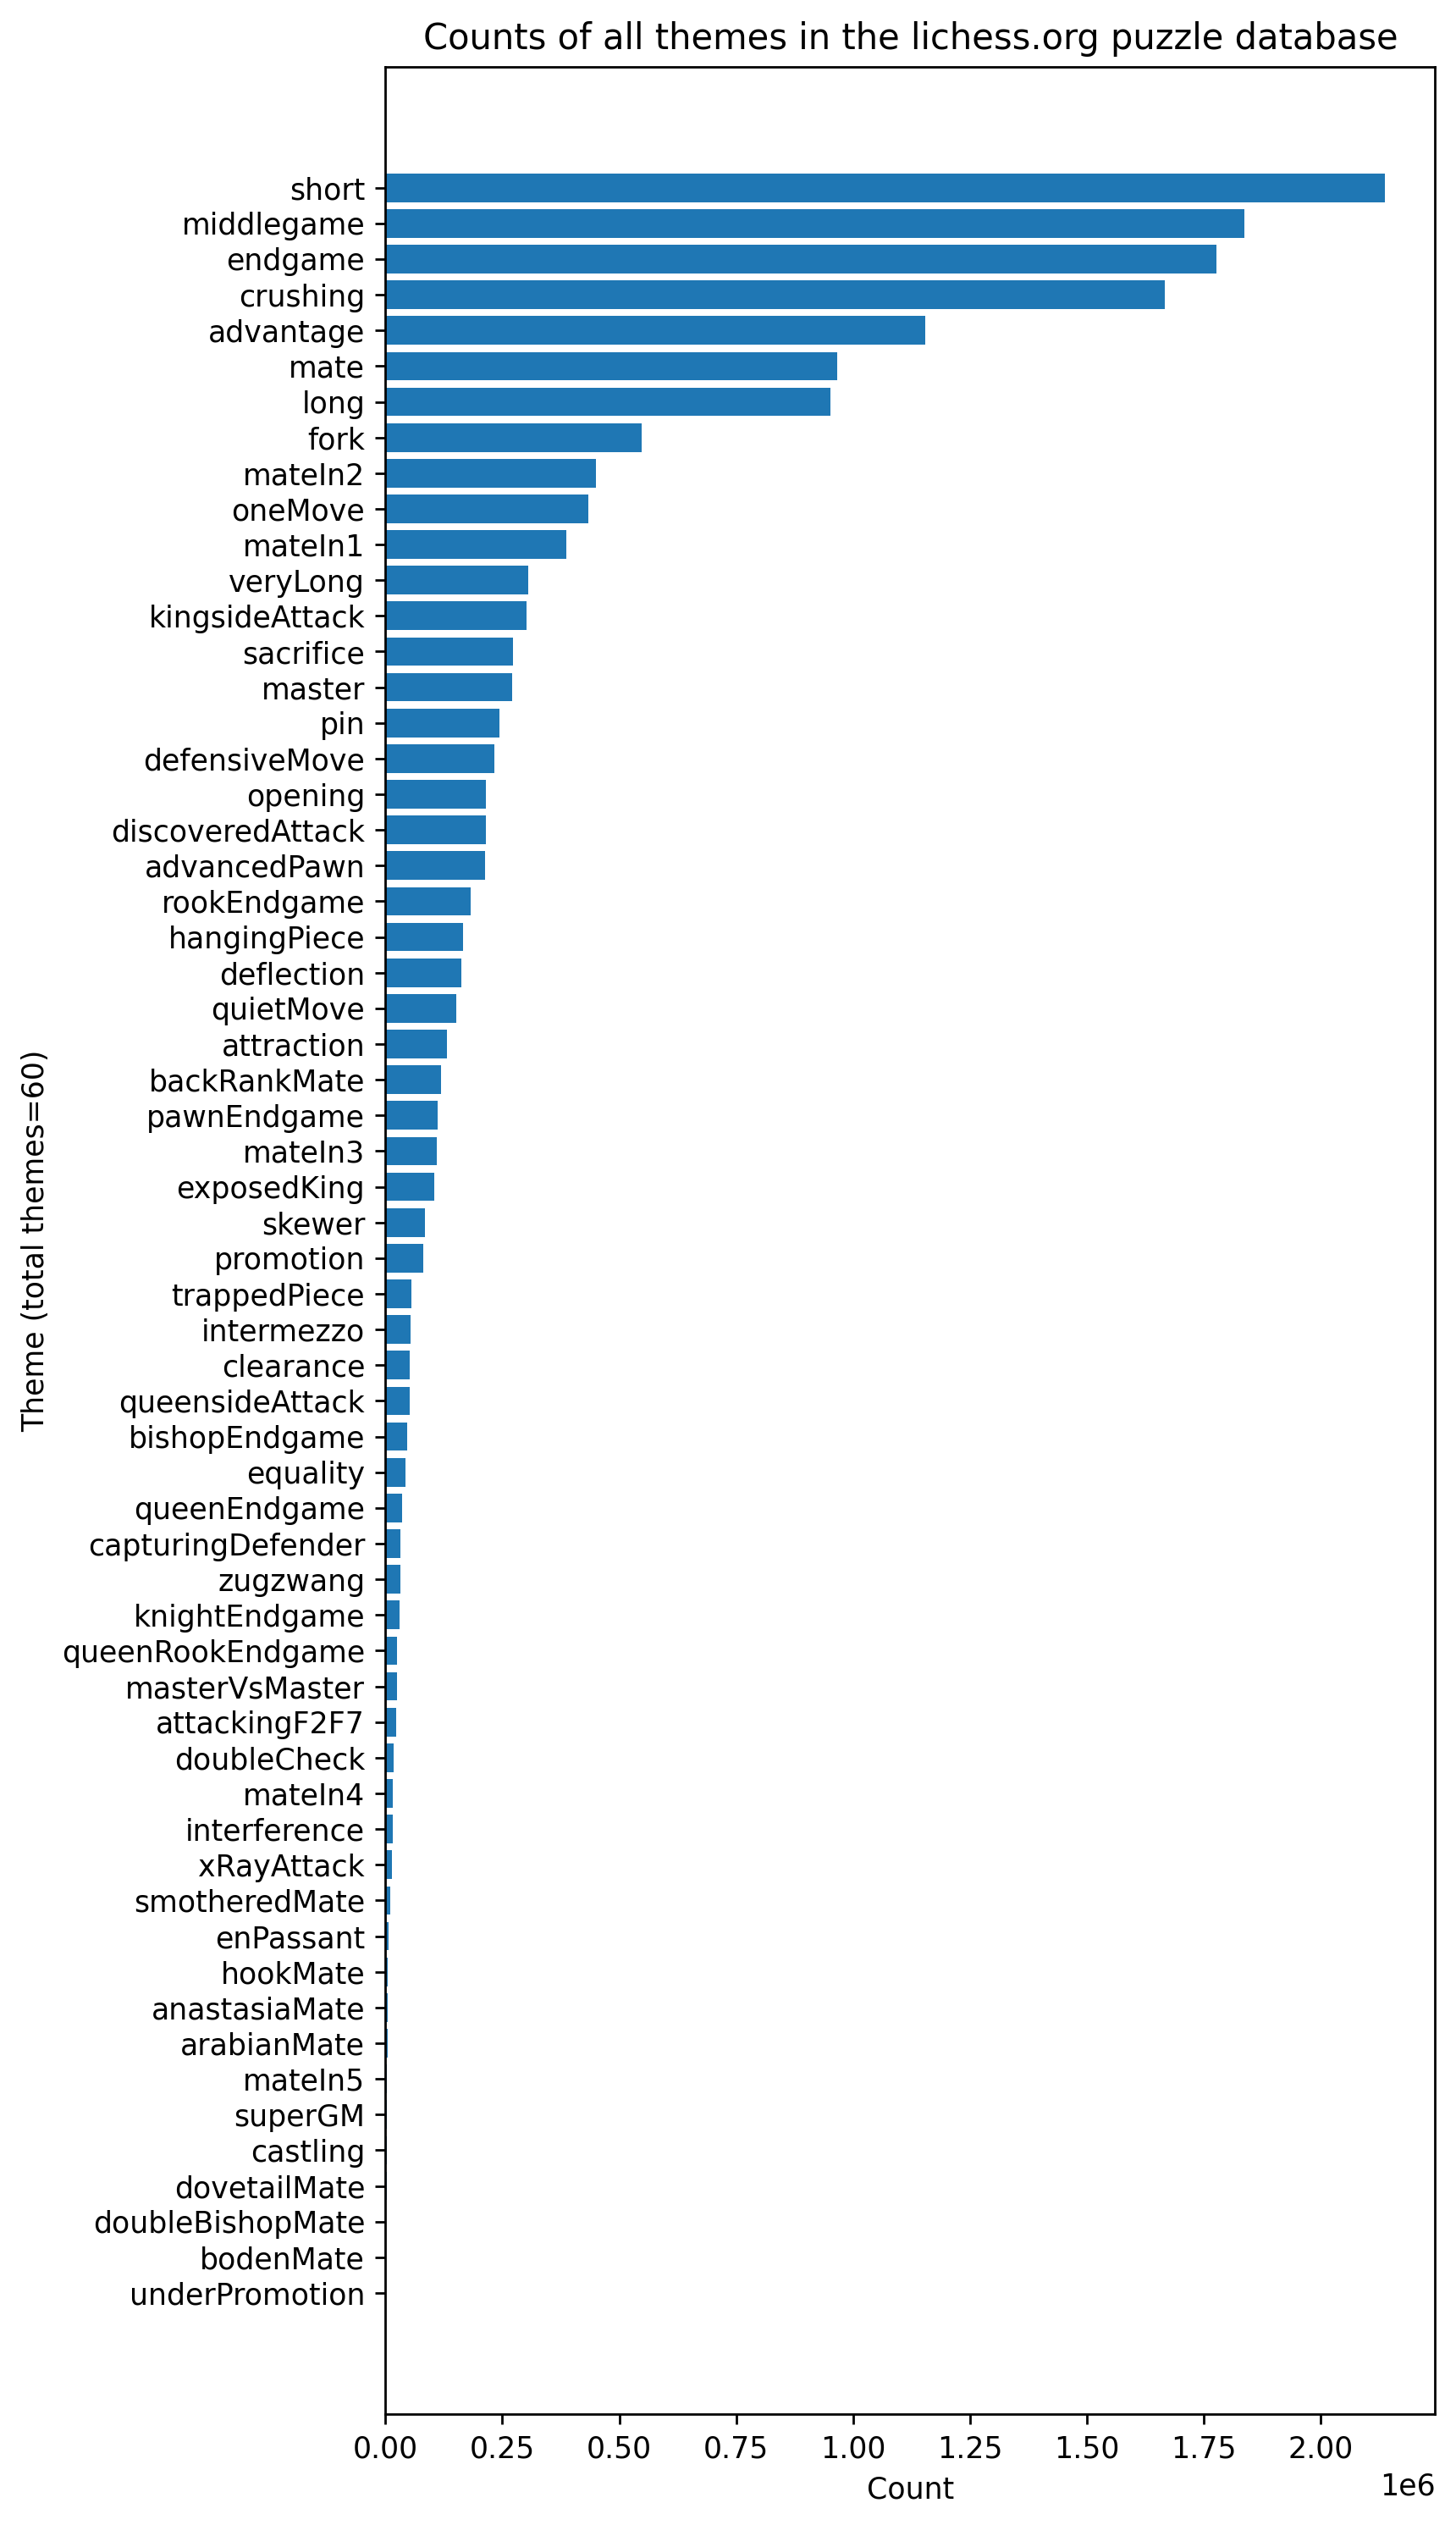 Counts of all themes in the lichess.org puzzle database
short
middlegame
endgame
crushing
advantage
mate
long
fork
mateIn2
oneMove
mateIn1
veryLong
kingsideAttack
sacrifice
master
pin
defensiveMove
opening
discoveredAttack
advancedPawn
rookEndgame
hangingPiece
deflection
quietMove
attraction
backRankMate
pawnEndgame
mateIn3
exposedKing
skewer
promotion
trappedPiece
intermezzo
clearance
queensideAttack
bishopEndgame
equality
queenEndgame
capturingDefender
zugzwang
knightEndgame
queenRookEndgame
masterVsMaster
attackingF2F7
doubleCheck
mateIn4
interference
xRayAttack
smotheredMate
enPassant
hookMate
anastasiaMate
arabianMate
mateIn5
superGM
castling
dovetailMate
doubleBishopMate
bodenMate
underPromotion
Theme (total themes=60)
0.00 0.25 0.50 0.75 1.00 1.25 1.50 1.75 2.00
1e6
Count